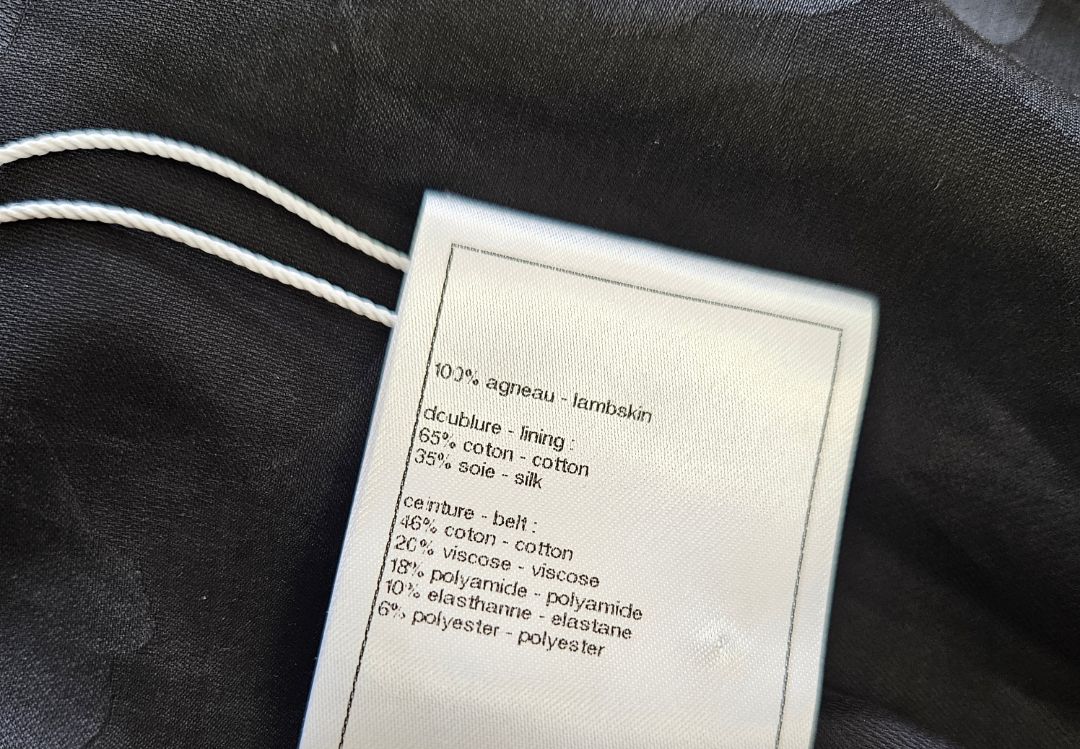 100% agneau - lambskin
doublure - lining :
65% coton - cotton
35% soie - silk
ceinture - belt :
46% coton - cotton
20% viscose - viscose
18% polyamide - polyamide
10% elasthanne - elastane
6% polyester - polyester